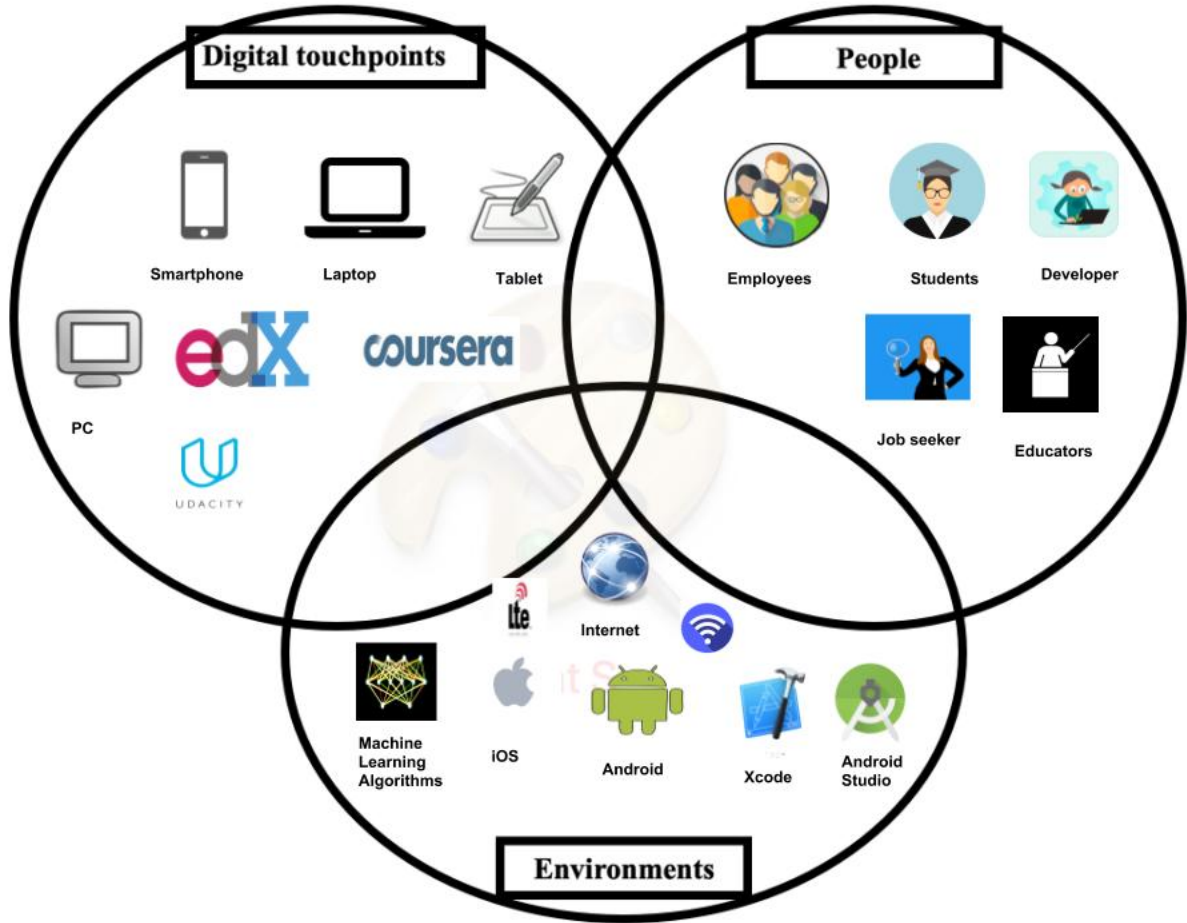 Digital touchpoints
People
Smartphone
Laptop
Tablet
Employees
Students
Developer
edX
coursera
PC
Job seeker
Educators
UDACITY
lte
Internet
Machine
Learning
Algorithms
iOS
Android
Xcode
Android
Studio
Environments